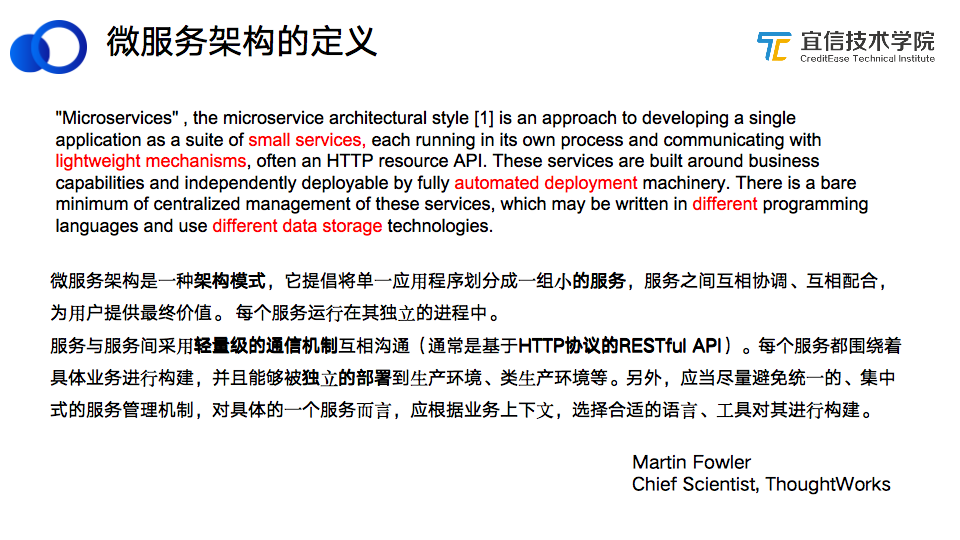 微服务架构的定义
宜信技术学院
CreditEase Technical Institute
"Microservices" , the microservice architectural style [1] is an approach to developing a single
application as a suite of small services, each running in its own process and communicating with
lightweight mechanisms, often an HTTP resource API. These services are built around business
capabilities and independently deployable by fully automated deployment machinery. There is a bare
minimum of centralized management of these services, which may be written in different programming
languages and use different data storage technologies.
微服务架构是一种架构模式，它提倡将单一应用程序划分成一组小的服务，服务之间互相协调、互相配合，
为用户提供最终价值。 每个服务运行在其独立的进程中。
服务与服务间采用轻量级的通信机制互相沟通（通常是基于HTTP协议的RESTful API）。每个服务都围绕着
具体业务进行构建，并且能够被独立的部署到生产环境、类生产环境等。另外，应当尽量避免统一的、集中
式的服务管理机制，对具体的一个服务而言，应根据业务上下文，选择合适的语言、工具对其进行构建。
Martin Fowler
Chief Scientist, ThoughtWorks